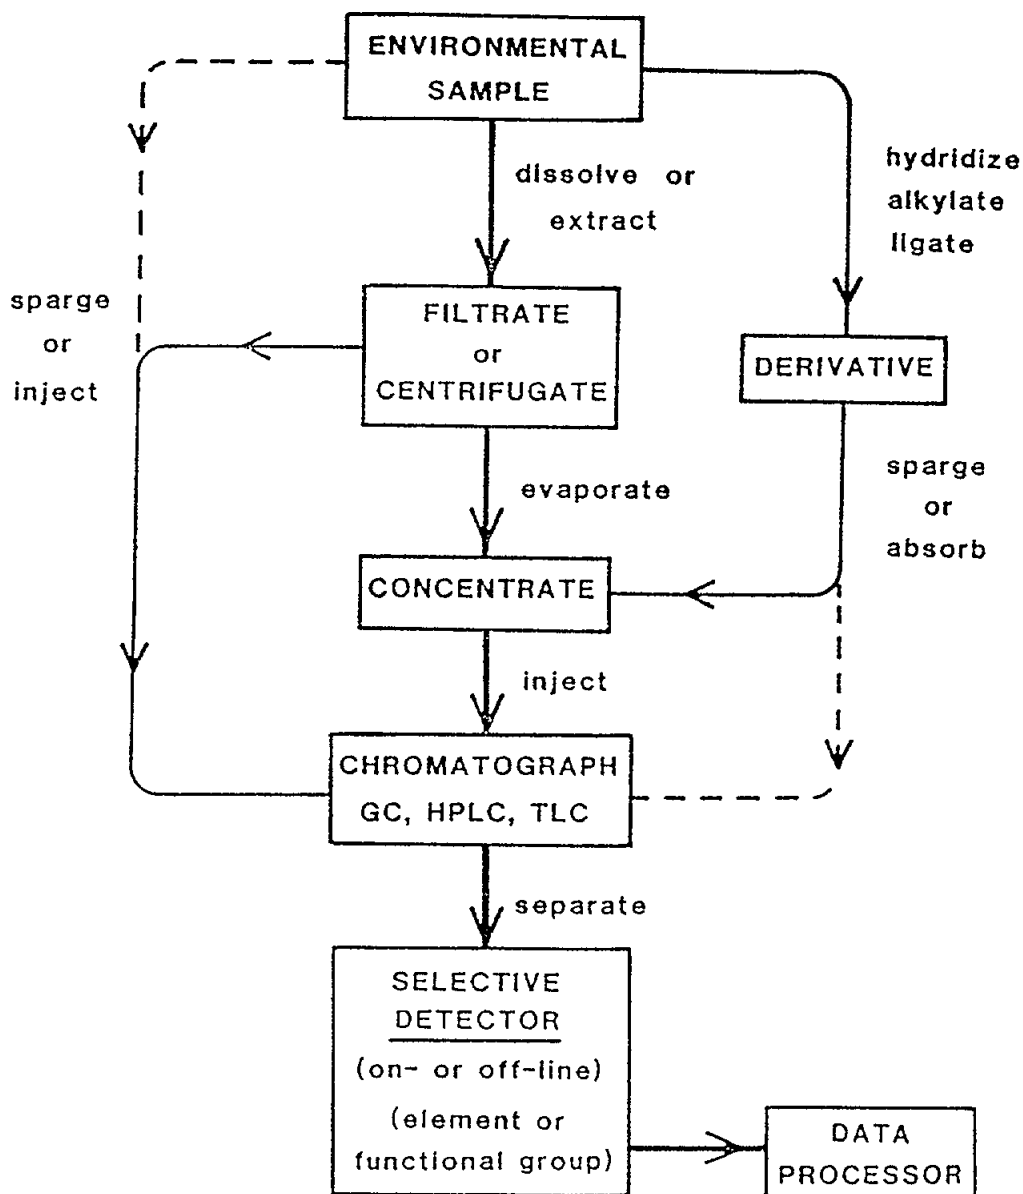 ENVIRONMENTAL
SAMPLE
dissolve or
extract
hydridize
alkylate
ligate
sparge
or
inject
FILTRATE
or
CENTRIFUGATE
DERIVATIVE
evaporate
sparge
or
absorb
CONCENTRATE
inject
CHROMATOGRAPH
GC, HPLC, TLC
separate
SELECTIVE
DETECTOR
(on- or off-line)
(element or
functional group)
DATA
PROCESSOR